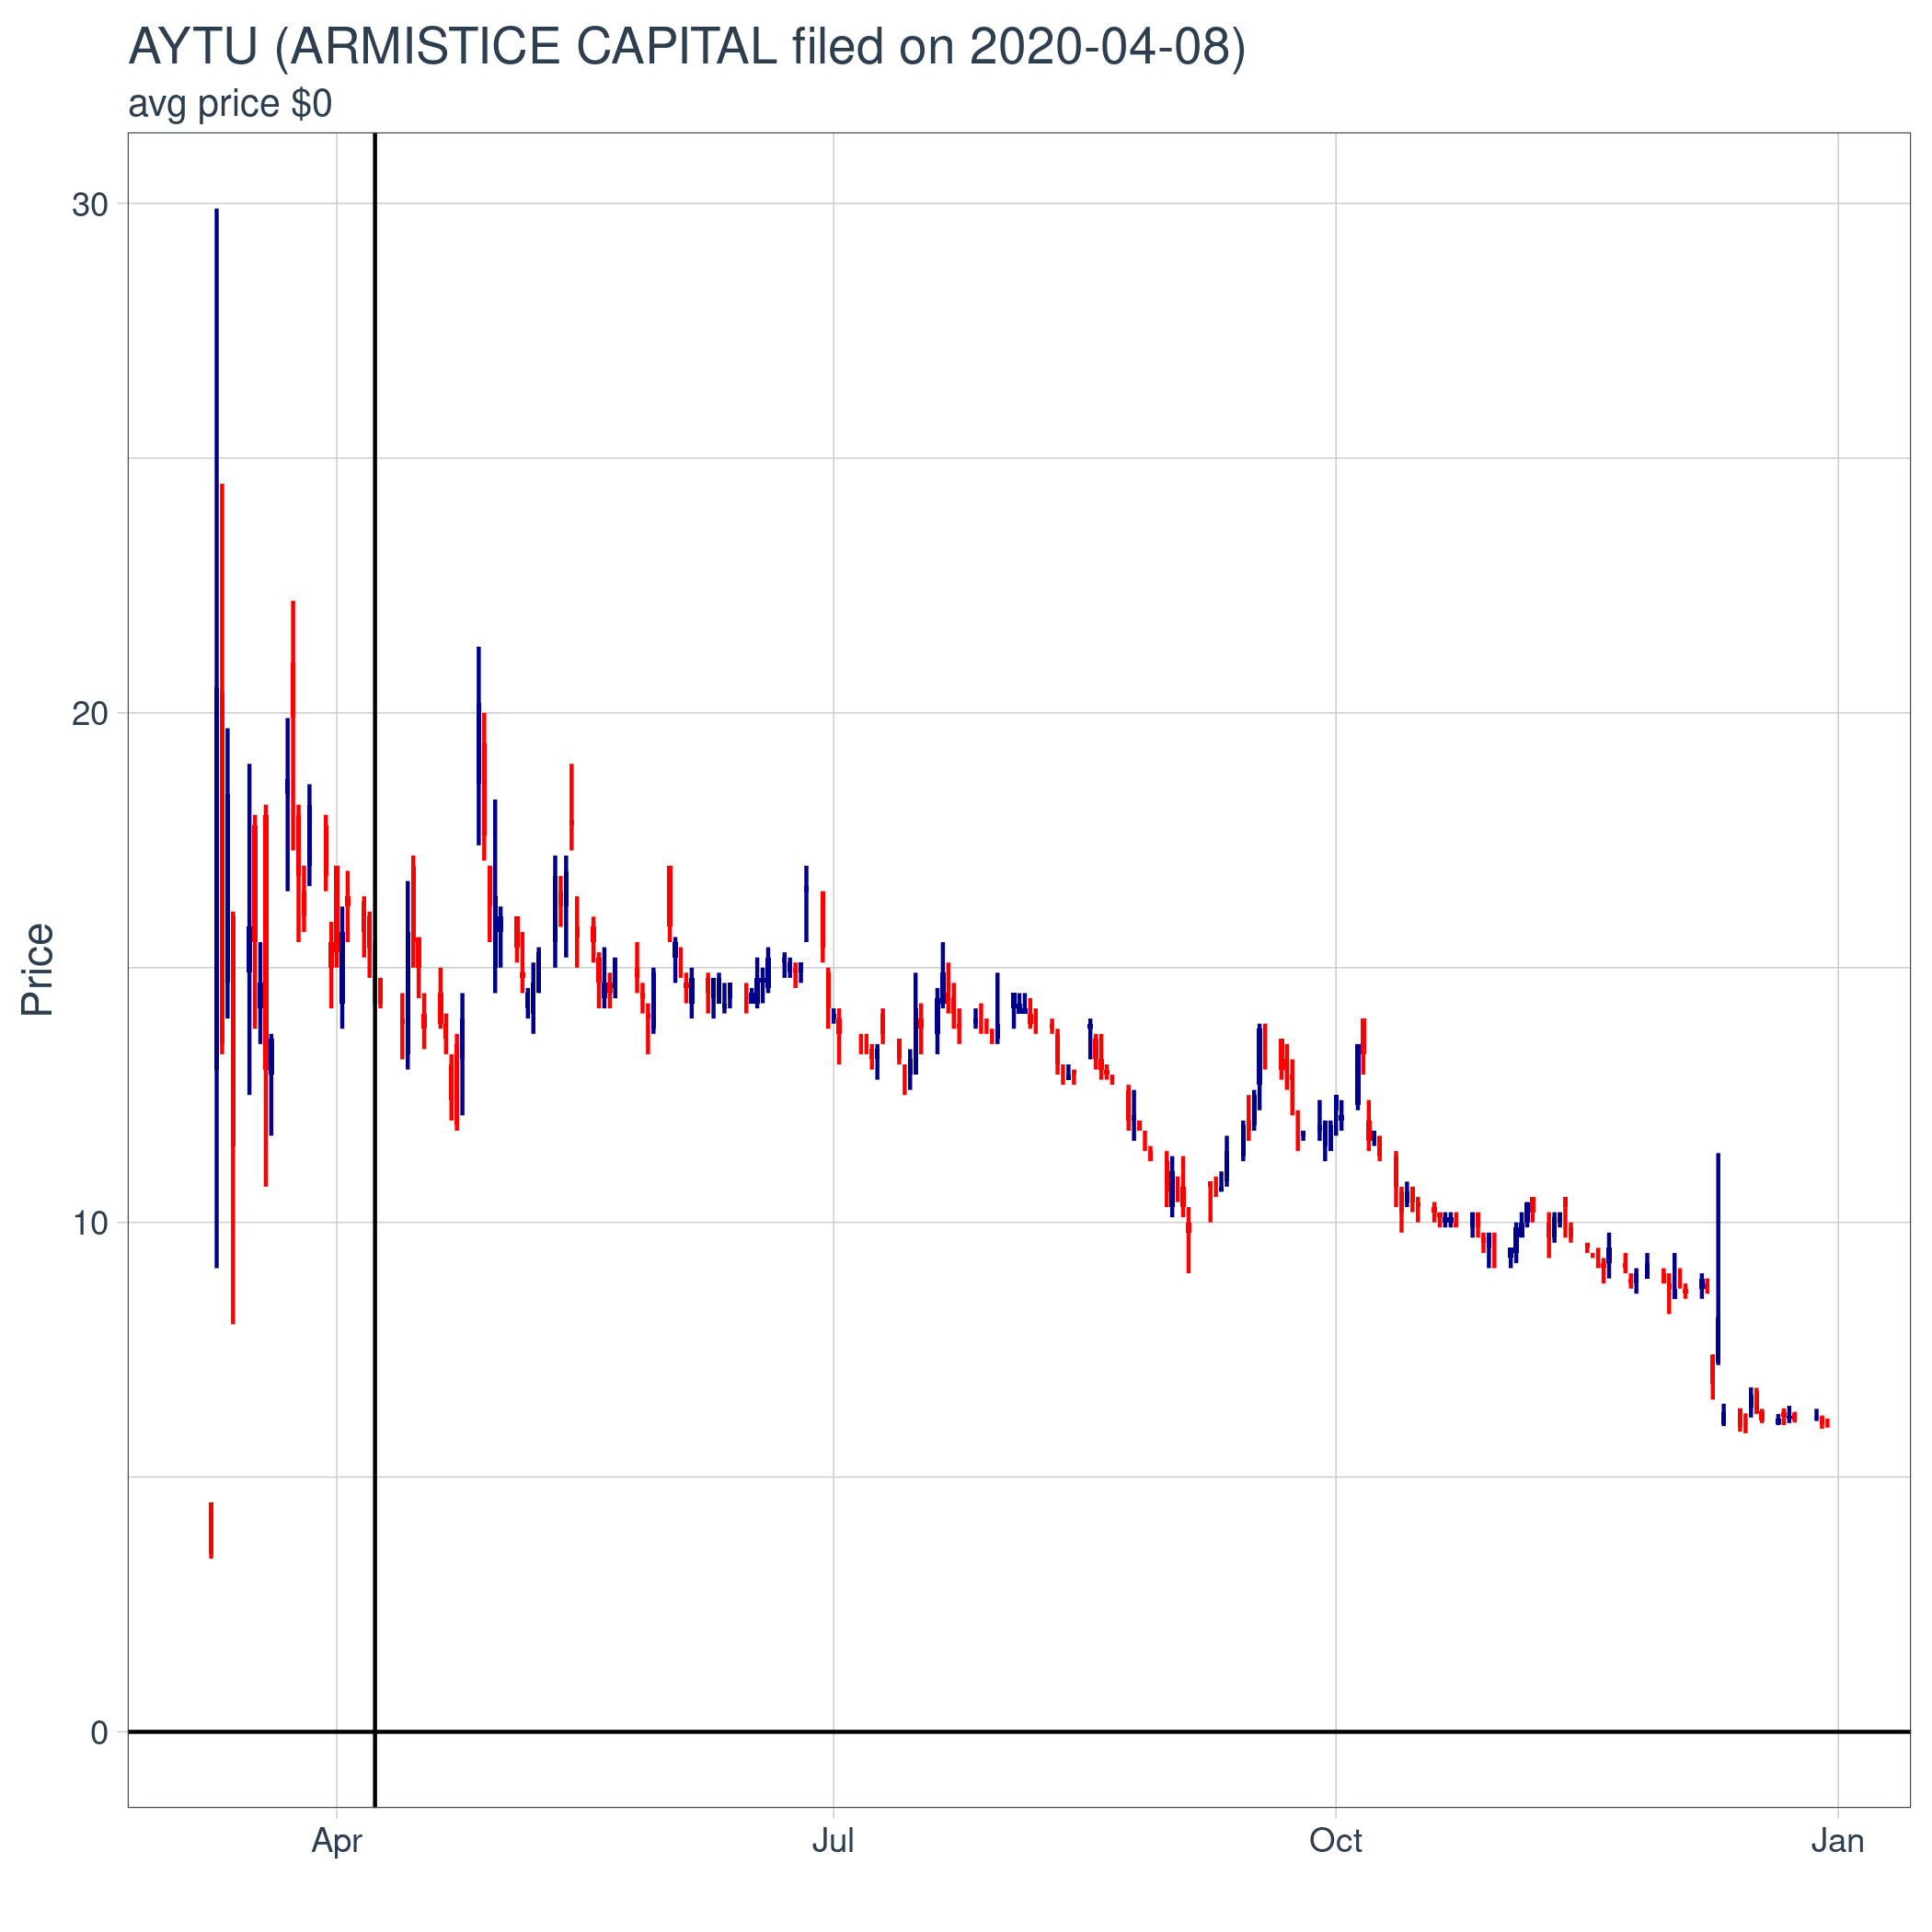 AYTU (ARMISTICE CAPITAL filed on 2020-04-08)
avg price $0
30
20
10
0
Price
Apr
Jul
Oct
Jan